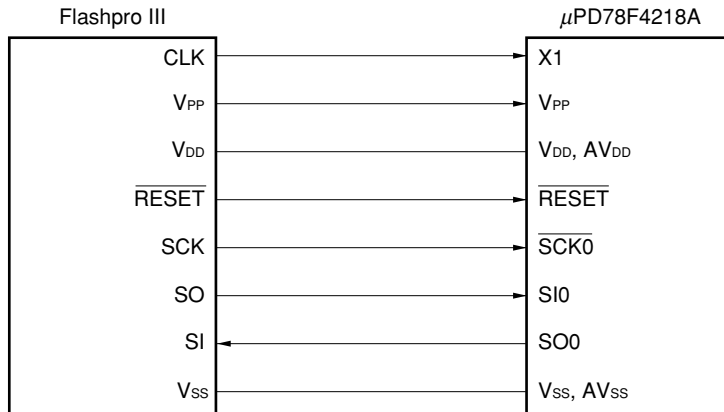 Flashpro III μPD78F4218A
CLK X1
VPP VPP
VDD VDD, AVDD
RESET RESET
SCK SCK0
SO SI0
SI SO0
VSS VSS, AVSS